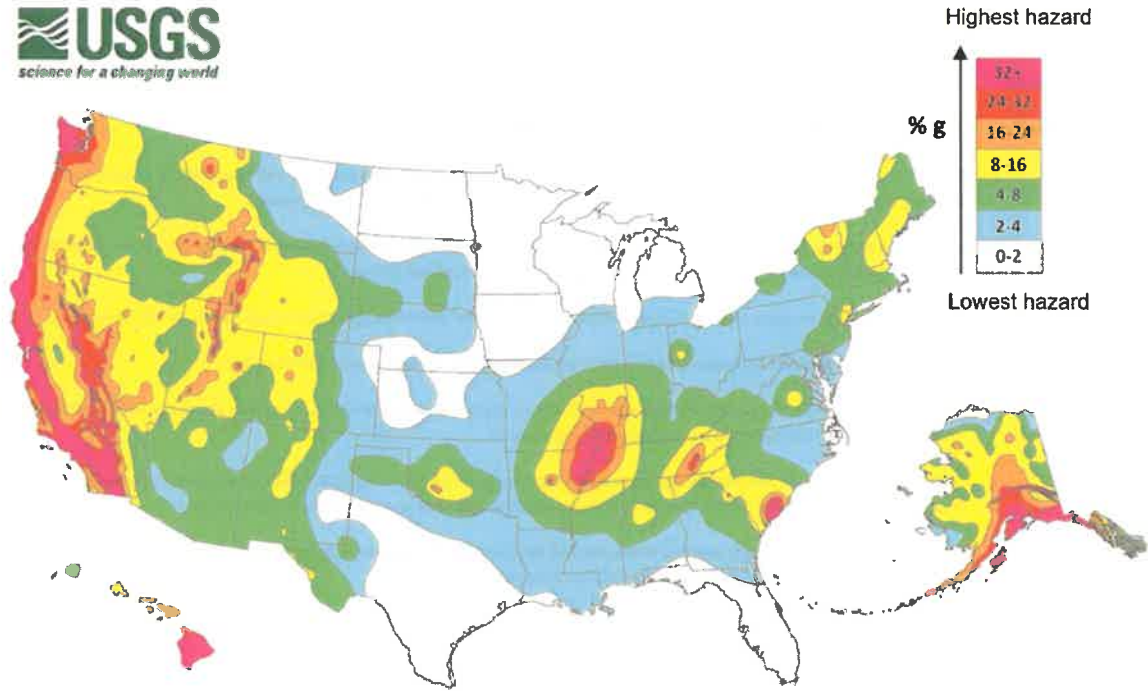 USGS
science for a changing world
Highest hazard
% g
32+
24-32
16-24
8-16
4-8
2-4
0-2
Lowest hazard